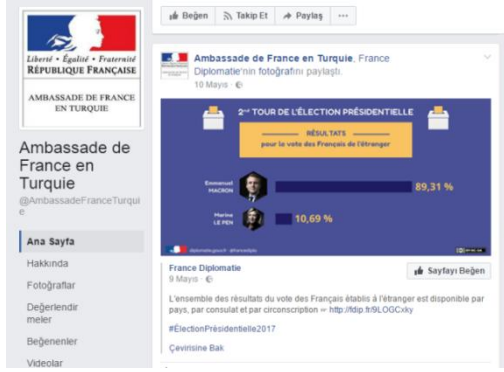 Liberté • Égalité • Fraternité
RÉPUBLIQUE FRANÇAISE
AMBASSADE DE FRANCE
EN TURQUIE
Ambassade de
France en
Turquie
@AmbassadeFranceTurqui
e
Ana Sayfa
Hakkında
Fotoğraflar
Değerlendir
meler
Beğenenler
Videolar
Beğen Takip Et Paylaş
Ambassade de France en Turquie, France
Diplomatie'nin fotoğrafını paylaştı.
10 Mayıs
2nd TOUR DE L'ÉLECTION PRÉSIDENTIELLE
RÉSULTATS
pour le vote des Français de l'étranger
Emmanuel
MACRON
89,31 %
Marine
LE PEN
10,69 %
France Diplomatie
9 Mayıs
Sayfayı Beğen
L'ensemble des résultats du vote des Français établis à l'étranger est disponible par
pays, par consulat et par circonscription http://fdip.fr/9LOGCxky
#ÉlectionPrésidentielle2017
Çevirisine Bak